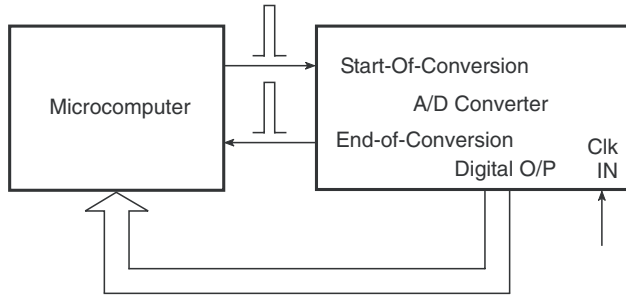 Start-Of-Conversion
Microcomputer
A/D Converter
End-of-Conversion
Clk
Digital O/P
IN